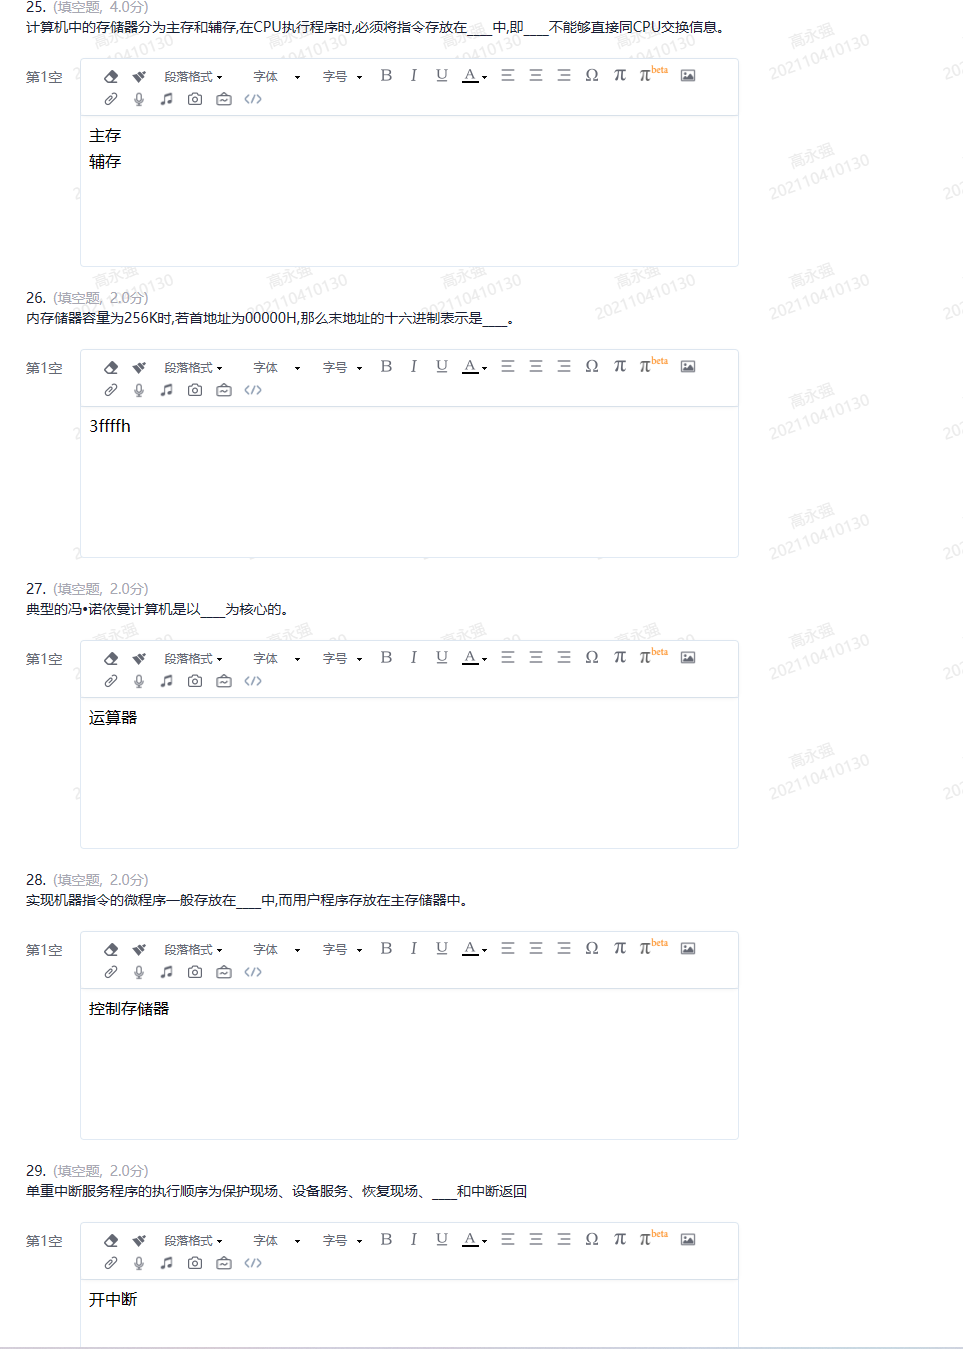 25. (填空题, 4.0分)
计算机中的存储器分为主存和辅存,在CPU执行程序时,必须将指令存放在____中,即____不能够直接同CPU交换信息。
第1空
段落格式 字体 字号 B I U A Ω π π beta
主存
辅存
高永强
202110410130
26. (填空题, 2.0分)
内存储器容量为256K时,若首地址为00000H,那么末地址的十六进制表示是____。
第1空
段落格式 字体 字号 B I U A Ω π π beta
3ffffh
27. (填空题, 2.0分)
典型的冯•诺依曼计算机是以____为核心的。
第1空
段落格式 字体 字号 B I U A Ω π π beta
运算器
28. (填空题, 2.0分)
实现机器指令的微程序一般存放在____中,而用户程序存放在主存储器中。
第1空
段落格式 字体 字号 B I U A Ω π π beta
控制存储器
29. (填空题, 2.0分)
单重中断服务程序的执行顺序为保护现场、设备服务、恢复现场、____和中断返回
第1空
段落格式 字体 字号 B I U A Ω π π beta
开中断